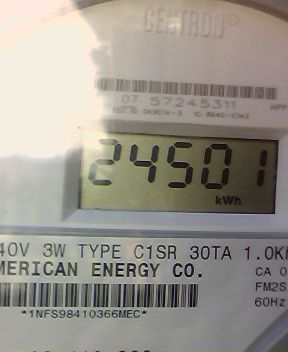 CENTRON®
07 57245311
24501
kWh
40V 3W TYPE C1SR 30TA 1.0K
MERICAN ENERGY CO.
CA 0
FM2S
60Hz
*1NFS98410366MEC*